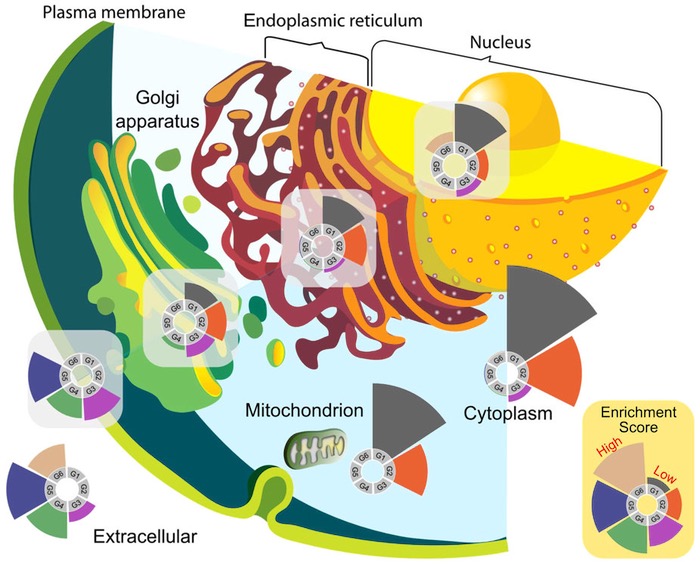 Plasma membrane
Endoplasmic reticulum
Nucleus
Golgi
apparatus
G6 G1
G5 G2
G4 G3
G6 G1
G5 G2
G4 G3
G6 G1
G5 G2
G4 G3
G6 G1
G5 G2
G4 G3
G6 G1
G5 G2
G4 G3
Mitochondrion
Cytoplasm
G6 G1
G5 G2
G4 G3
G6 G1
G5 G2
G4 G3
Extracellular
Enrichment
Score
High
Low
G6 G1
G5 G2
G4 G3